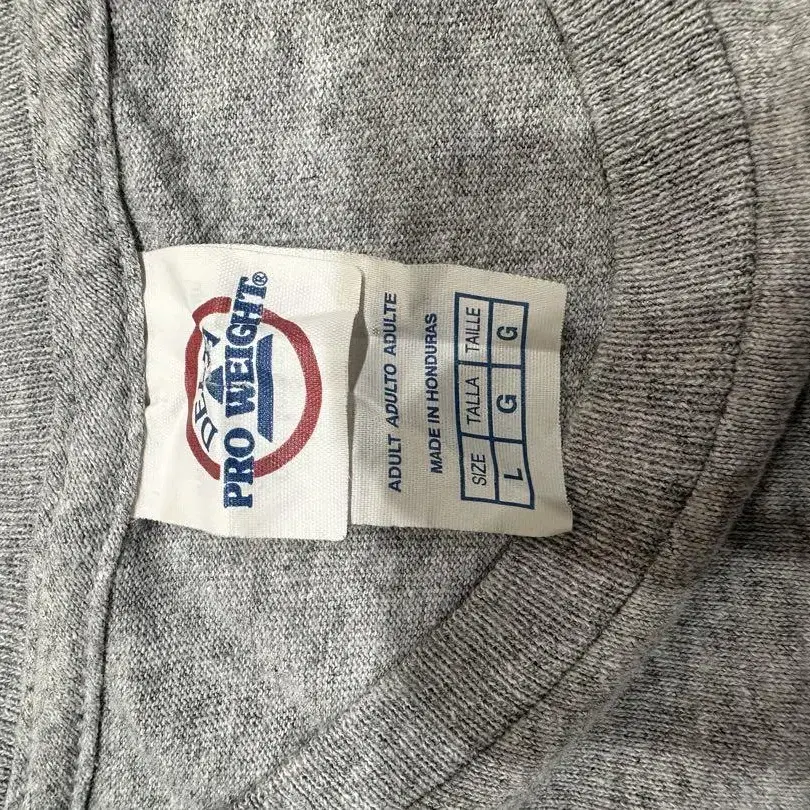 DELTA
PRO WEIGHT®
ADULT ADULTO ADULTE
MADE IN HONDURAS
SIZE TALLA TAILLE
L G G